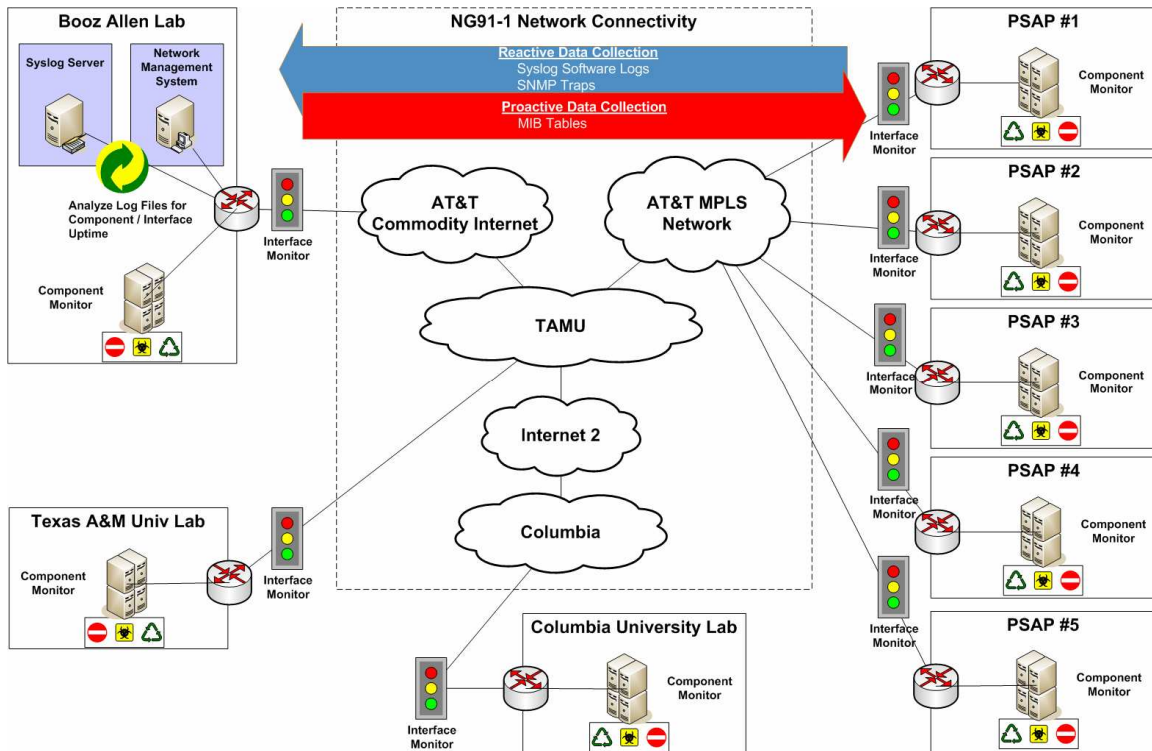 Booz Allen Lab
Syslog Server
Network
Management
System
Analyze Log Files for
Component / Interface
Uptime
Component
Monitor
Interface
Monitor
NG91-1 Network Connectivity
Reactive Data Collection
Syslog Software Logs
SNMP Traps
Proactive Data Collection
MIB Tables
AT&T
Commodity Internet
AT&T MPLS
Network
TAMU
Internet 2
Columbia
PSAP #1
Component
Monitor
Interface
Monitor
PSAP #2
Component
Monitor
Interface
Monitor
PSAP #3
Component
Monitor
Interface
Monitor
PSAP #4
Component
Monitor
Interface
Monitor
PSAP #5
Component
Monitor
Interface
Monitor
Texas A&M Univ Lab
Component
Monitor
Interface
Monitor
Columbia University Lab
Component
Monitor
Interface
Monitor